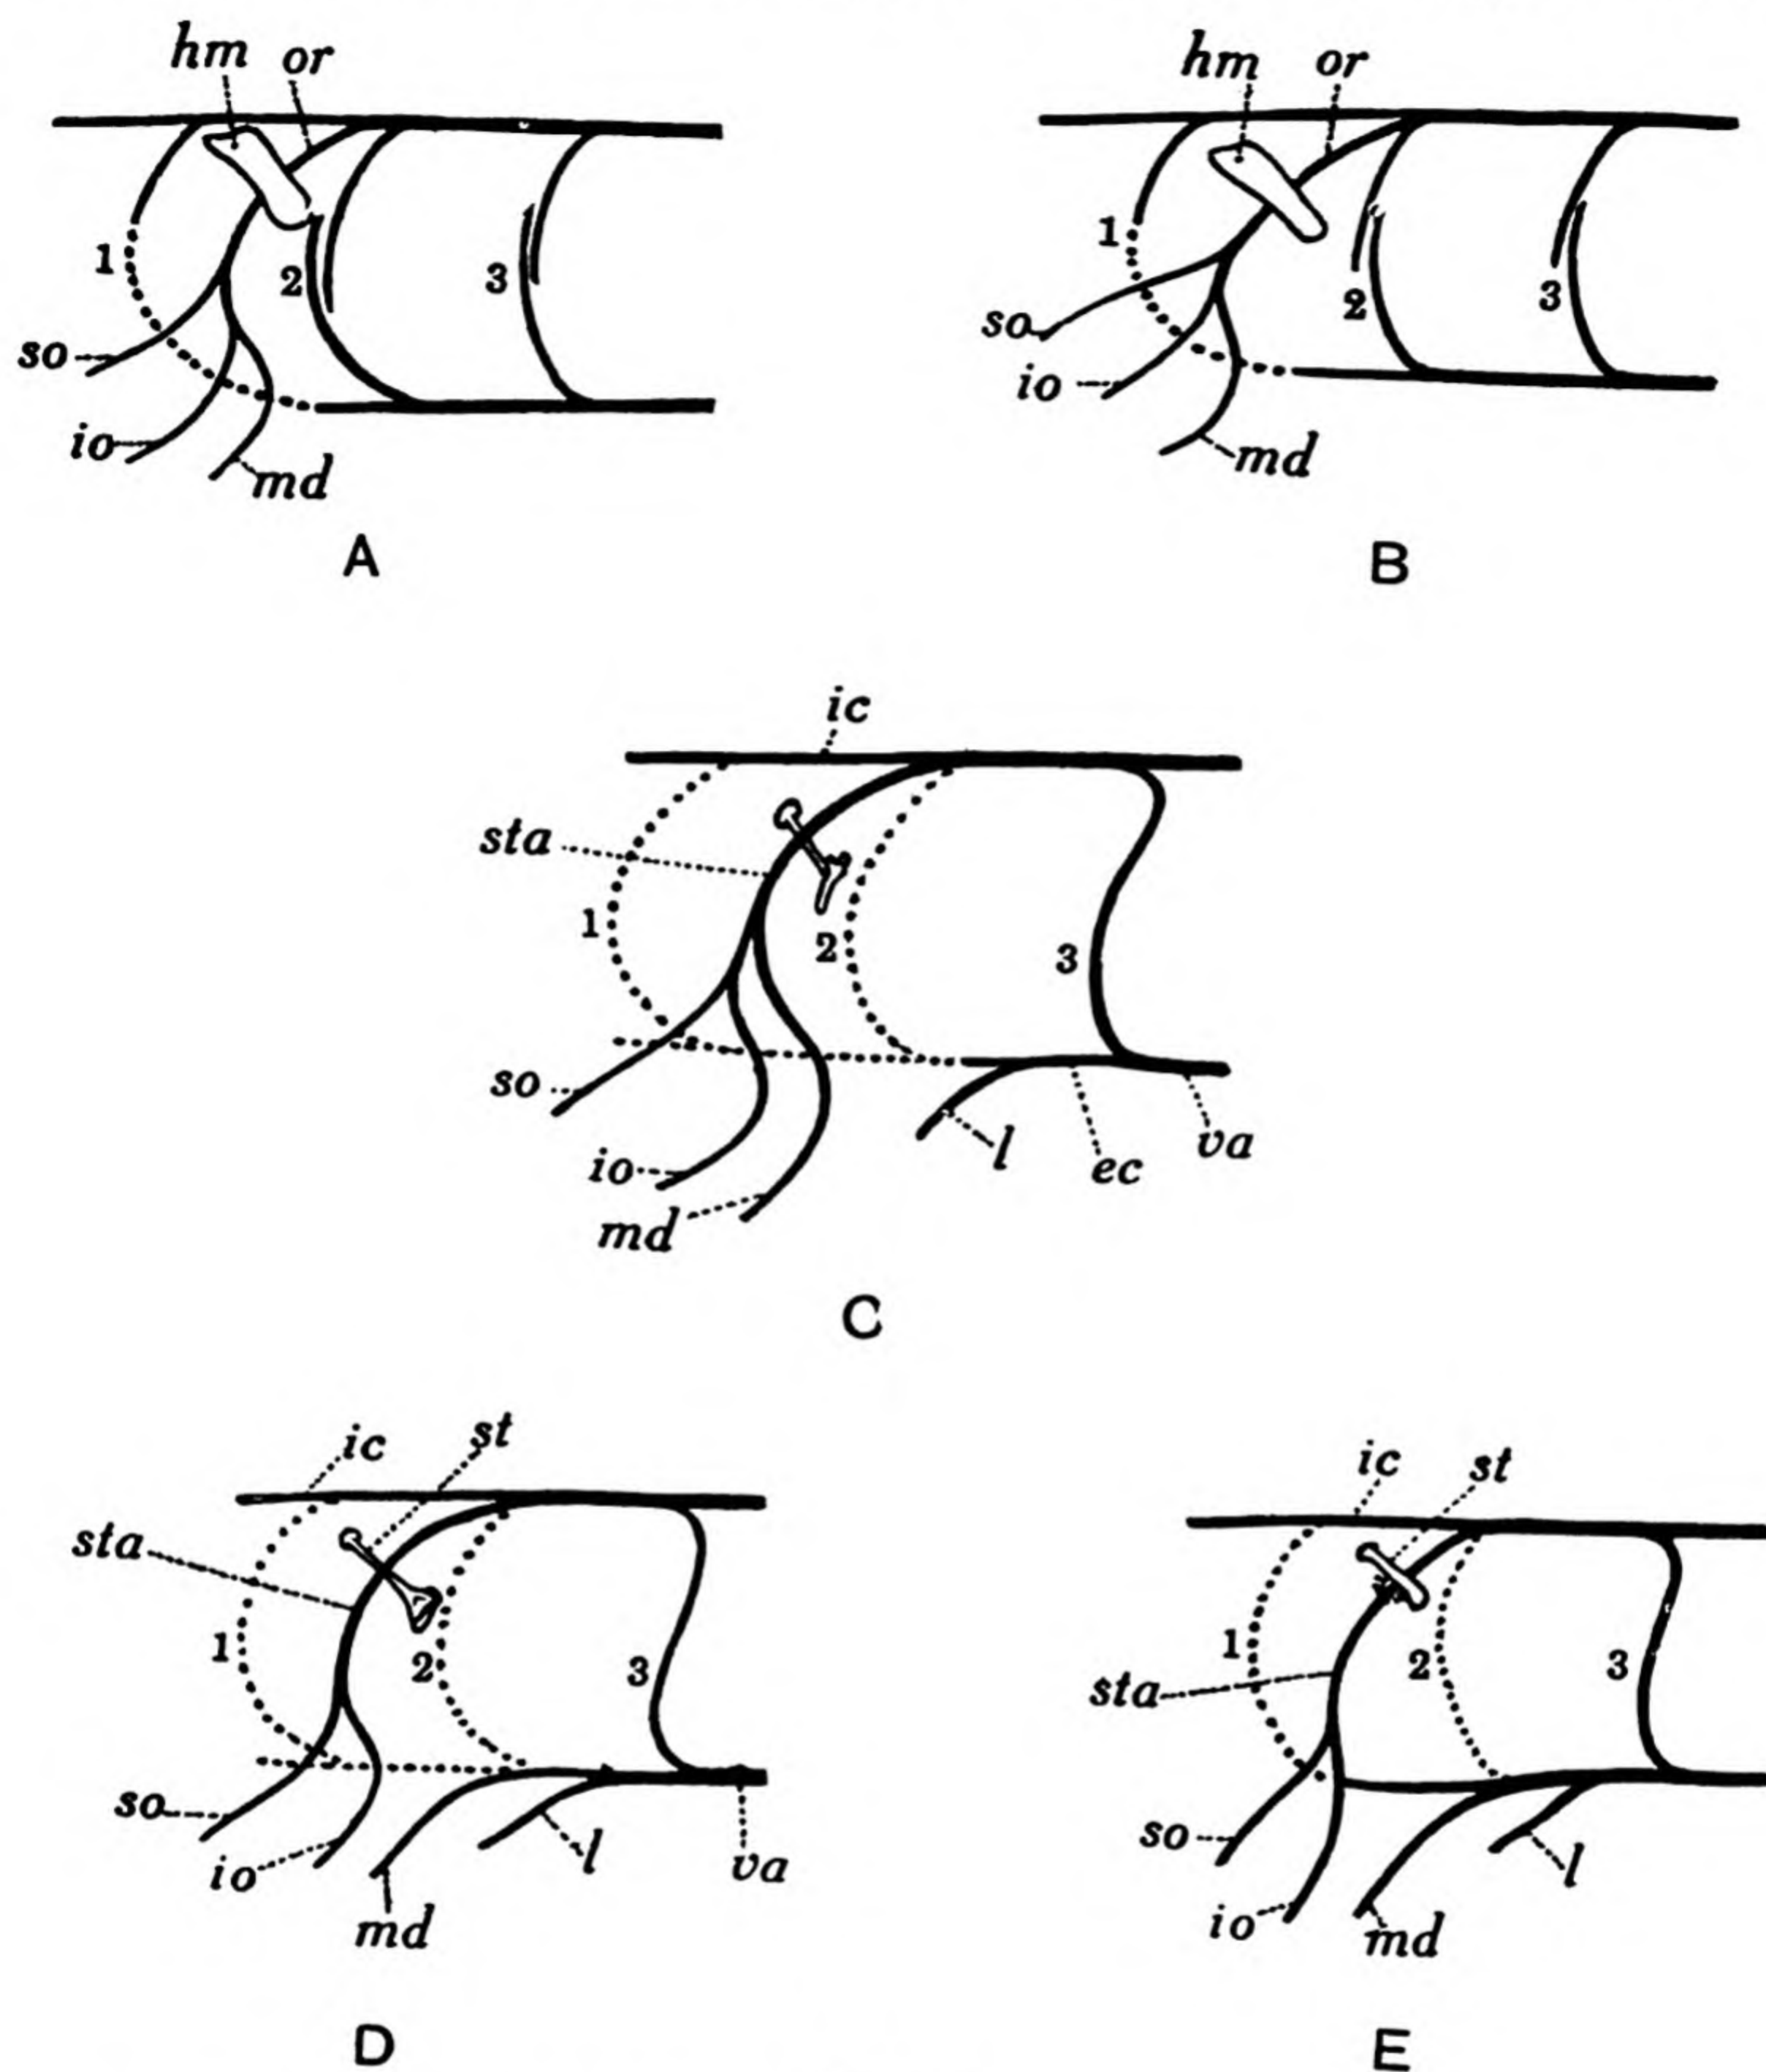 hm or
1 2 3
so
io
md
A
hm or
1 2 3
so
io
md
B
ic
sta
1 2 3
so
io
md
l ec va
C
ic st
sta
1 2 3
so
io
md
l va
D
ic st
1 2 3
sta
so
io
md
l
E